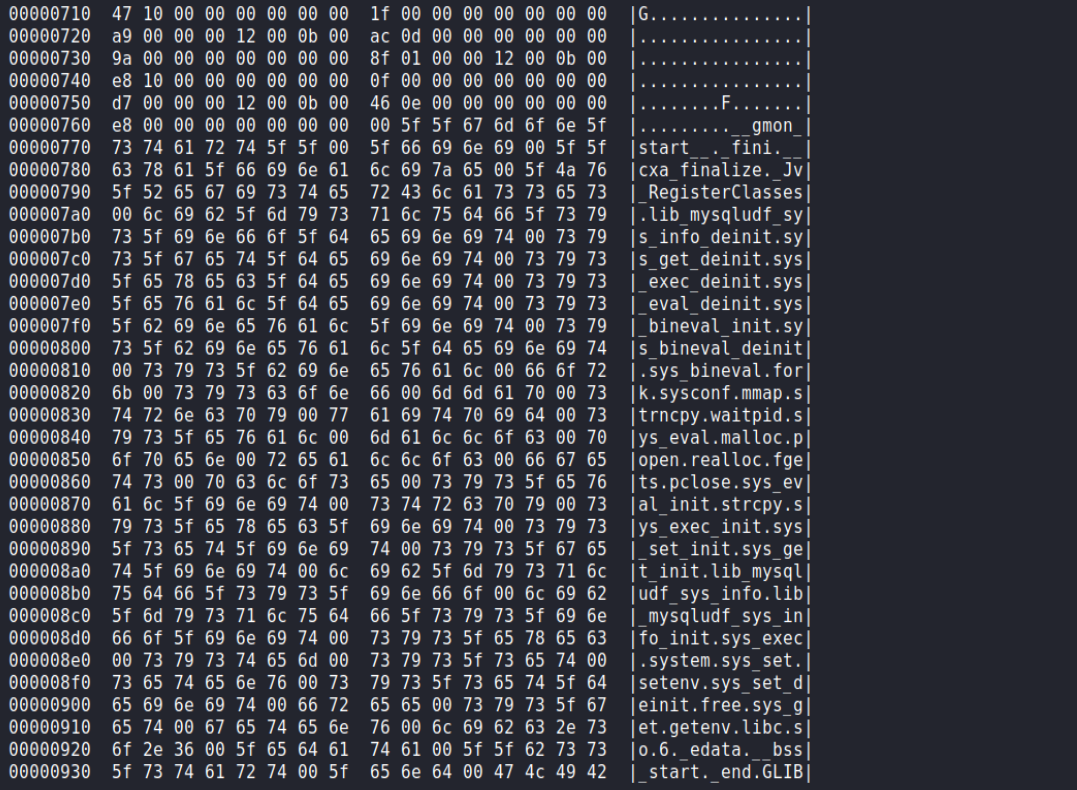 00000710  47 10 00 00 00 00 00 00  1f 00 00 00 00 00 00 00  |G...............|
00000720  a9 00 00 00 12 00 0b 00  ac 0d 00 00 00 00 00 00  |................|
00000730  9a 00 00 00 00 00 00 00  8f 01 00 00 12 00 0b 00  |................|
00000740  e8 10 00 00 00 00 00 00  0f 00 00 00 00 00 00 00  |................|
00000750  d7 00 00 00 12 00 0b 00  46 0e 00 00 00 00 00 00  |........F.......|
00000760  e8 00 00 00 00 00 00 00  00 5f 5f 67 6d 6f 6e 5f  |.........__gmon_|
00000770  73 74 61 72 74 5f 5f 00  5f 66 69 6e 69 00 5f 5f  |start__._fini.__|
00000780  63 78 61 5f 66 69 6e 61  6c 69 7a 65 00 5f 4a 76  |cxa_finalize._Jv|
00000790  5f 52 65 67 69 73 74 65  72 43 6c 61 73 73 65 73  |_RegisterClasses|
000007a0  00 6c 69 62 5f 6d 79 73  71 6c 75 64 66 5f 73 79  |.lib_mysqludf_sy|
000007b0  73 5f 69 6e 66 6f 5f 64  65 69 6e 69 74 00 73 79  |s_info_deinit.sy|
000007c0  73 5f 67 65 74 5f 64 65  69 6e 69 74 00 73 79 73  |s_get_deinit.sys|
000007d0  5f 65 78 65 63 5f 64 65  69 6e 69 74 00 73 79 73  |_exec_deinit.sys|
000007e0  5f 65 76 61 6c 5f 64 65  69 6e 69 74 00 73 79 73  |_eval_deinit.sys|
000007f0  5f 62 69 6e 65 76 61 6c  5f 69 6e 69 74 00 73 79  |_bineval_init.sy|
00000800  73 5f 62 69 6e 65 76 61  6c 5f 64 65 69 6e 69 74  |s_bineval_deinit|
00000810  00 73 79 73 5f 62 69 6e  65 76 61 6c 00 66 6f 72  |.sys_bineval.for|
00000820  6b 00 73 79 73 63 6f 6e  66 00 6d 6d 61 70 00 73  |k.sysconf.mmap.s|
00000830  74 72 6e 63 70 79 00 77  61 69 74 70 69 64 00 73  |trncpy.waitpid.s|
00000840  79 73 5f 65 76 61 6c 00  6d 61 6c 6c 6f 63 00 70  |ys_eval.malloc.p|
00000850  6f 70 65 6e 00 72 65 61  6c 6c 6f 63 00 66 67 65  |open.realloc.fge|
00000860  74 73 00 70 63 6c 6f 73  65 00 73 79 73 5f 65 76  |ts.pclose.sys_ev|
00000870  61 6c 5f 69 6e 69 74 00  73 74 72 63 70 79 00 73  |al_init.strcpy.s|
00000880  79 73 5f 65 78 65 63 5f  69 6e 69 74 00 73 79 73  |ys_exec_init.sys|
00000890  5f 73 65 74 5f 69 6e 69  74 00 73 79 73 5f 67 65  |_set_init.sys_ge|
000008a0  74 5f 69 6e 69 74 00 6c  69 62 5f 6d 79 73 71 6c  |t_init.lib_mysql|
000008b0  75 64 66 5f 73 79 73 5f  69 6e 66 6f 00 6c 69 62  |udf_sys_info.lib|
000008c0  5f 6d 79 73 71 6c 75 64  66 5f 73 79 73 5f 69 6e  |_mysqludf_sys_in|
000008d0  66 6f 5f 69 6e 69 74 00  73 79 73 5f 65 78 65 63  |fo_init.sys_exec|
000008e0  00 73 79 73 74 65 6d 00  73 79 73 5f 73 65 74 00  |.system.sys_set.|
000008f0  73 65 74 65 6e 76 00 73  79 73 5f 73 65 74 5f 64  |setenv.sys_set_d|
00000900  65 69 6e 69 74 00 66 72  65 65 00 73 79 73 5f 67  |einit.free.sys_g|
00000910  65 74 00 67 65 74 65 6e  76 00 6c 69 62 63 2e 73  |et.getenv.libc.s|
00000920  6f 2e 36 00 5f 65 64 61  74 61 00 5f 5f 62 73 73  |o.6._edata.__bss|
00000930  5f 73 74 61 72 74 00 5f  65 6e 64 00 47 4c 49 42  |_start._end.GLIB|